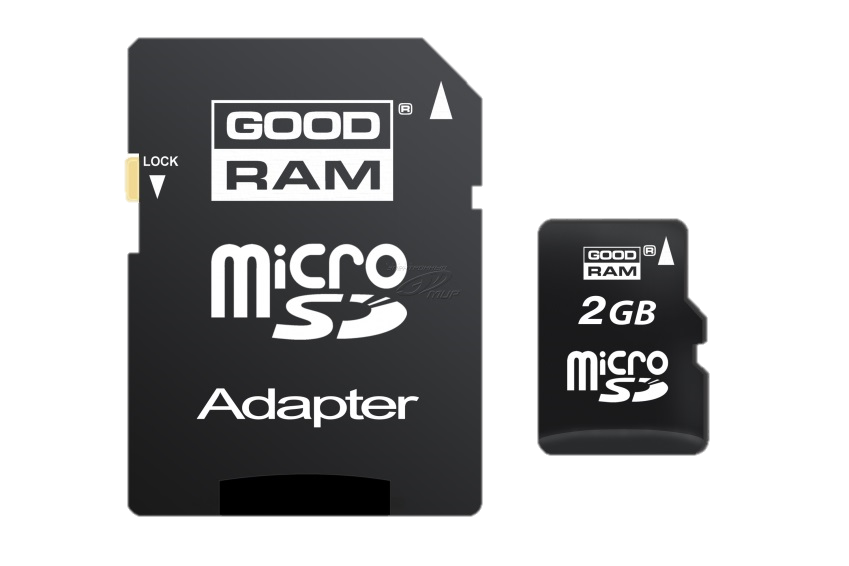 GOOD
RAM
®
LOCK
micro
SD
Adapter
GOOD
RAM
®
2GB
micro
SD